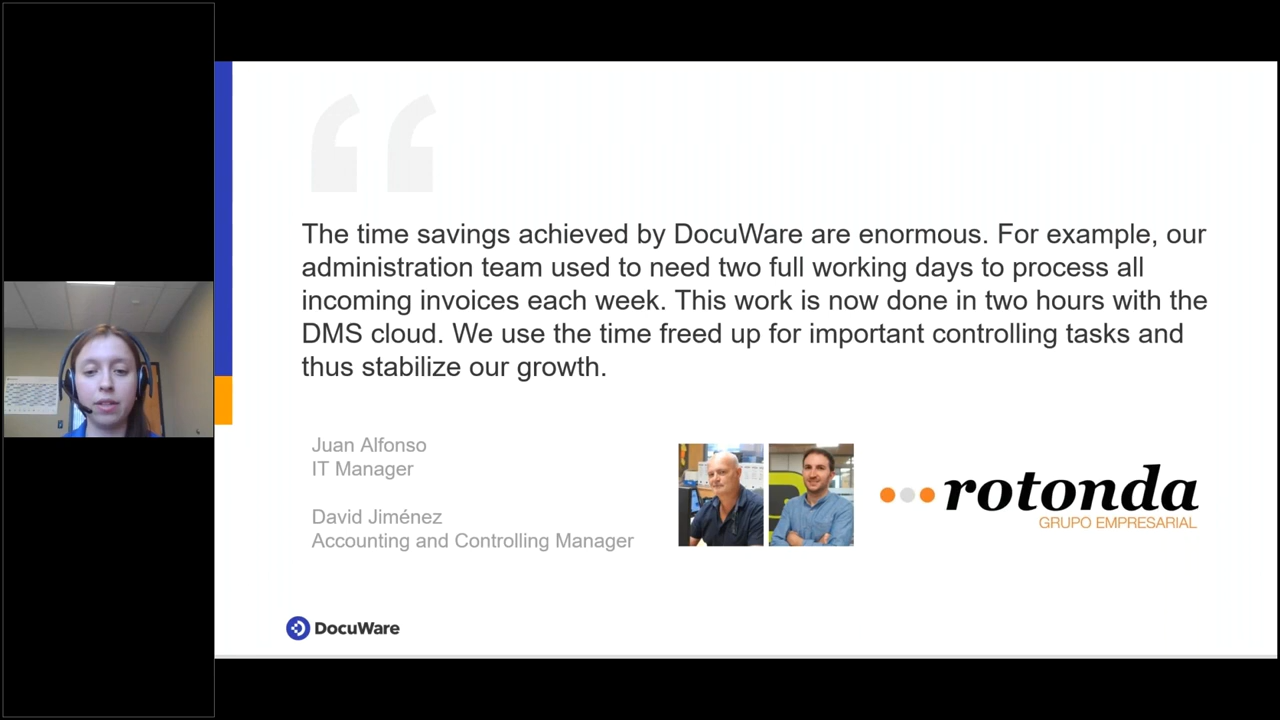 The time savings achieved by DocuWare are enormous. For example, our
administration team used to need two full working days to process all
incoming invoices each week. This work is now done in two hours with the
DMS cloud. We use the time freed up for important controlling tasks and
thus stabilize our growth.
Juan Alfonso
IT Manager
David Jiménez
Accounting and Controlling Manager
rotonda
GRUPO EMPRESARIAL
DocuWare